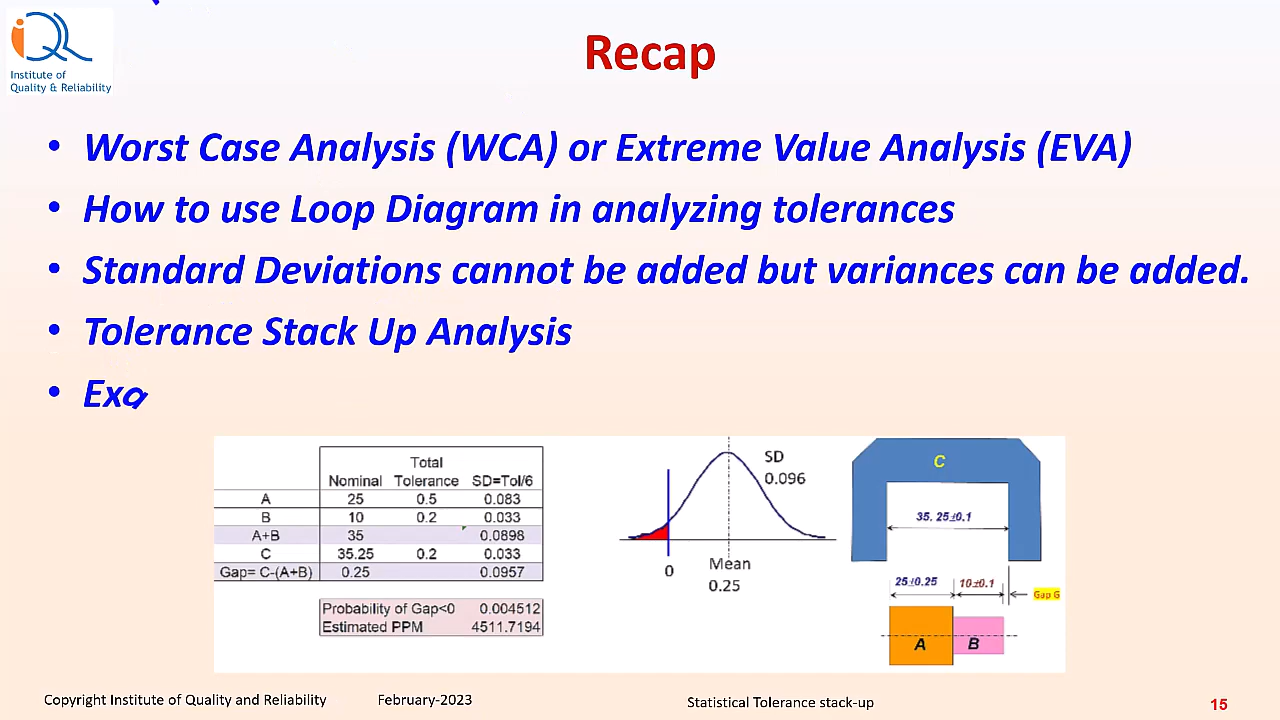 Institute of
Quality & Reliability
Recap
• Worst Case Analysis (WCA) or Extreme Value Analysis (EVA)
• How to use Loop Diagram in analyzing tolerances
• Standard Deviations cannot be added but variances can be added.
• Tolerance Stack Up Analysis
• Exa
Total
Nominal Tolerance SD=Tol/6
A 25 0.5 0.083
B 10 0.2 0.033
A+B 35 0.0898
C 35.25 0.2 0.033
Gap= C-(A+B) 0.25 0.0957
Probability of Gap<0 0.004512
Estimated PPM 4511.7194
SD
0.096
0
Mean
0.25
C
35.25±0.1
25±0.25 10±0.1
Gap G
A B
Copyright Institute of Quality and Reliability February-2023 Statistical Tolerance stack-up 15